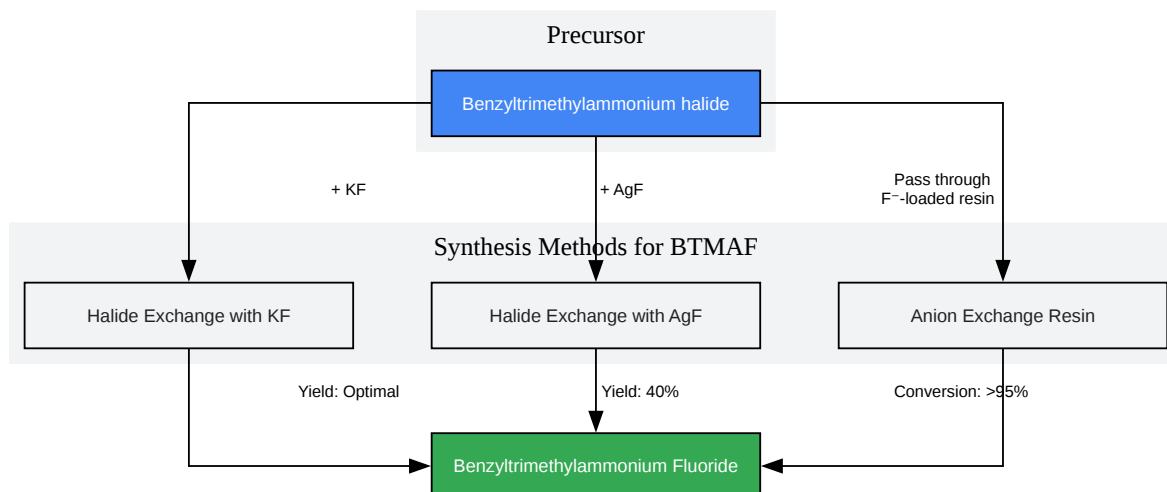 Precursor
Benzyltrimethylammonium halide
+ KF
+ AgF
Pass through
F⁻-loaded resin
Synthesis Methods for BTMAF
Halide Exchange with KF
Halide Exchange with AgF
Anion Exchange Resin
Yield: Optimal
Yield: 40%
Conversion: >95%
Benzyltrimethylammonium Fluoride